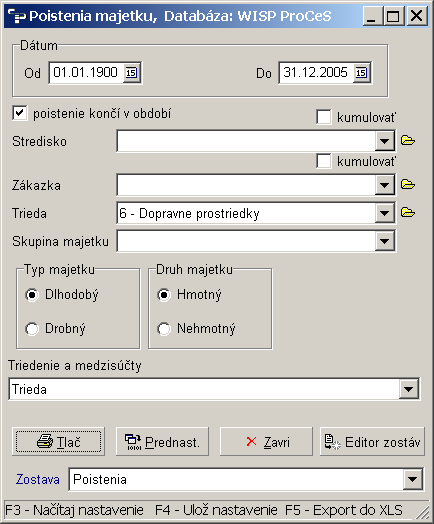 Poistenia majetku, Databáza: WISP ProCeS
Dátum
Od 01.01.1900 15 Do 31.12.2005 15
poistenie končí v období
kumulovať
Stredisko
kumulovať
Zákazka
Trieda 6 - Dopravne prostriedky
Skupina majetku
Typ majetku Druh majetku
Dlhodobý Hmotný
Drobný Nehmotný
Triedenie a medzisúčty
Trieda
Tlač Prednast. Zavri Editor zostáv
Zostava Poistenia
F3 - Načítaj nastavenie F4 - Ulož nastavenie F5 - Export do XLS